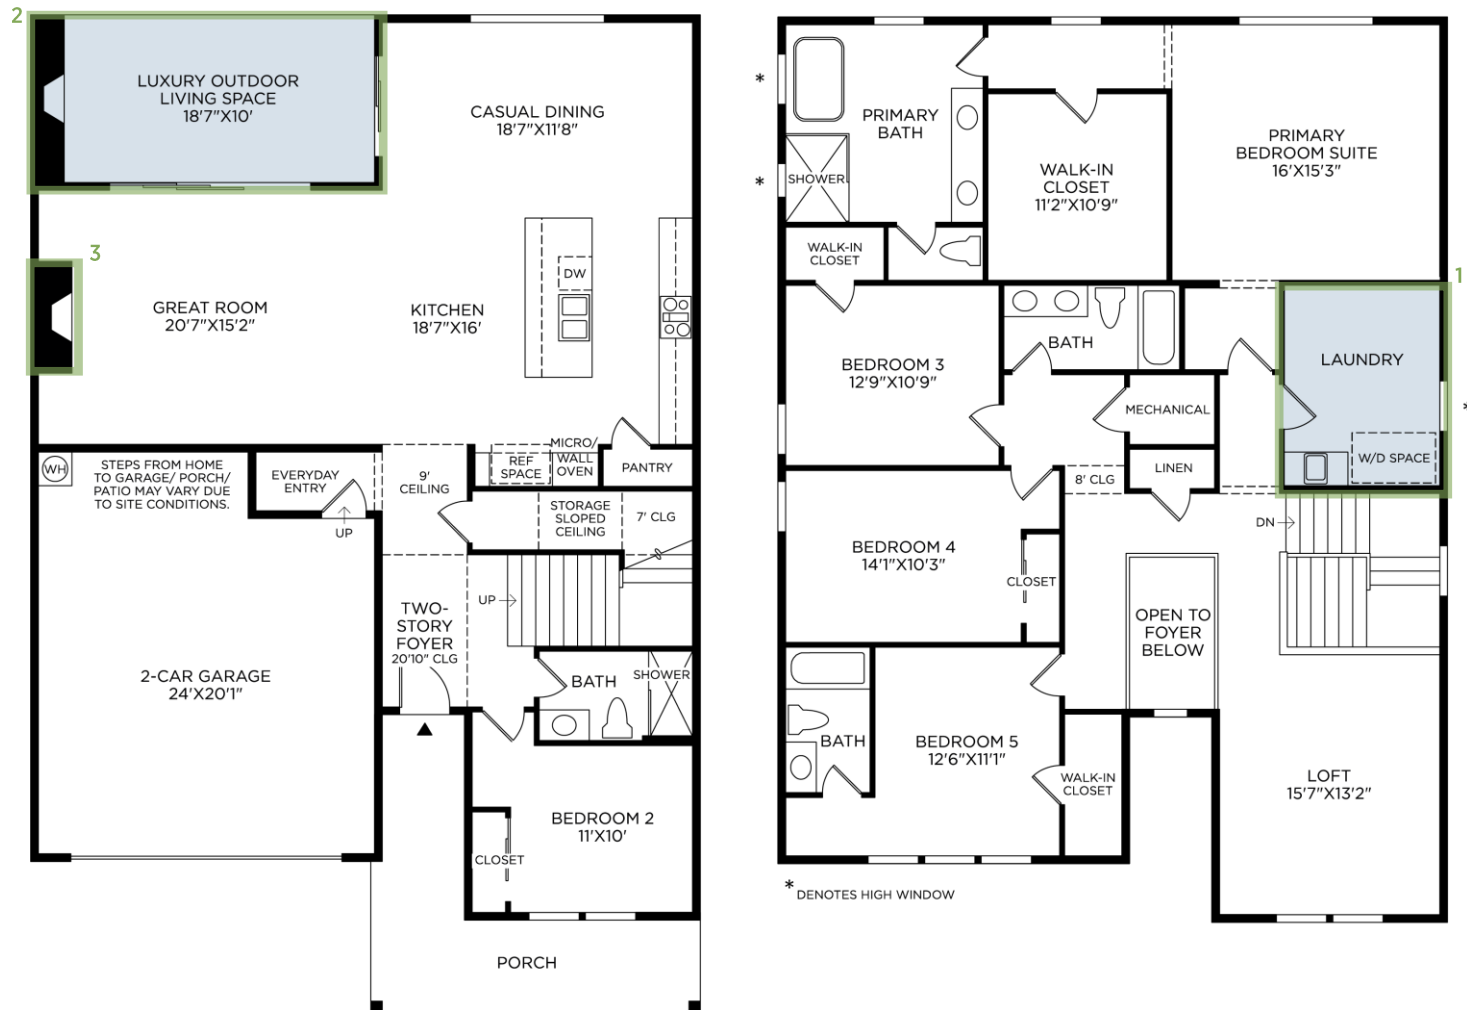 2
LUXURY OUTDOOR
LIVING SPACE
18'7"X10'
CASUAL DINING
18'7"X11'8"
3
GREAT ROOM
20'7"X15'2"
KITCHEN
18'7"X16'
DW
WH
STEPS FROM HOME
TO GARAGE/ PORCH/
PATIO MAY VARY DUE
TO SITE CONDITIONS.
EVERYDAY
ENTRY
UP
9'
CEILING
REF
SPACE
MICRO/
WALL
OVEN
PANTRY
STORAGE
SLOPED
CEILING
7' CLG
UP
TWO-
STORY
FOYER
20'10" CLG
2-CAR GARAGE
24'X20'1"
BATH
SHOWER
BEDROOM 2
11'X10'
CLOSET
PORCH
*
*
PRIMARY
BATH
SHOWER
WALK-IN
CLOSET
WALK-IN
CLOSET
11'2"X10'9"
PRIMARY
BEDROOM SUITE
16'X15'3"
1
BEDROOM 3
12'9"X10'9"
BATH
LAUNDRY
*
MECHANICAL
W/D SPACE
LINEN
8' CLG
DN
BEDROOM 4
14'1"X10'3"
CLOSET
OPEN TO
FOYER
BELOW
BATH
BEDROOM 5
12'6"X11'1"
WALK-IN
CLOSET
LOFT
15'7"X13'2"
* DENOTES HIGH WINDOW